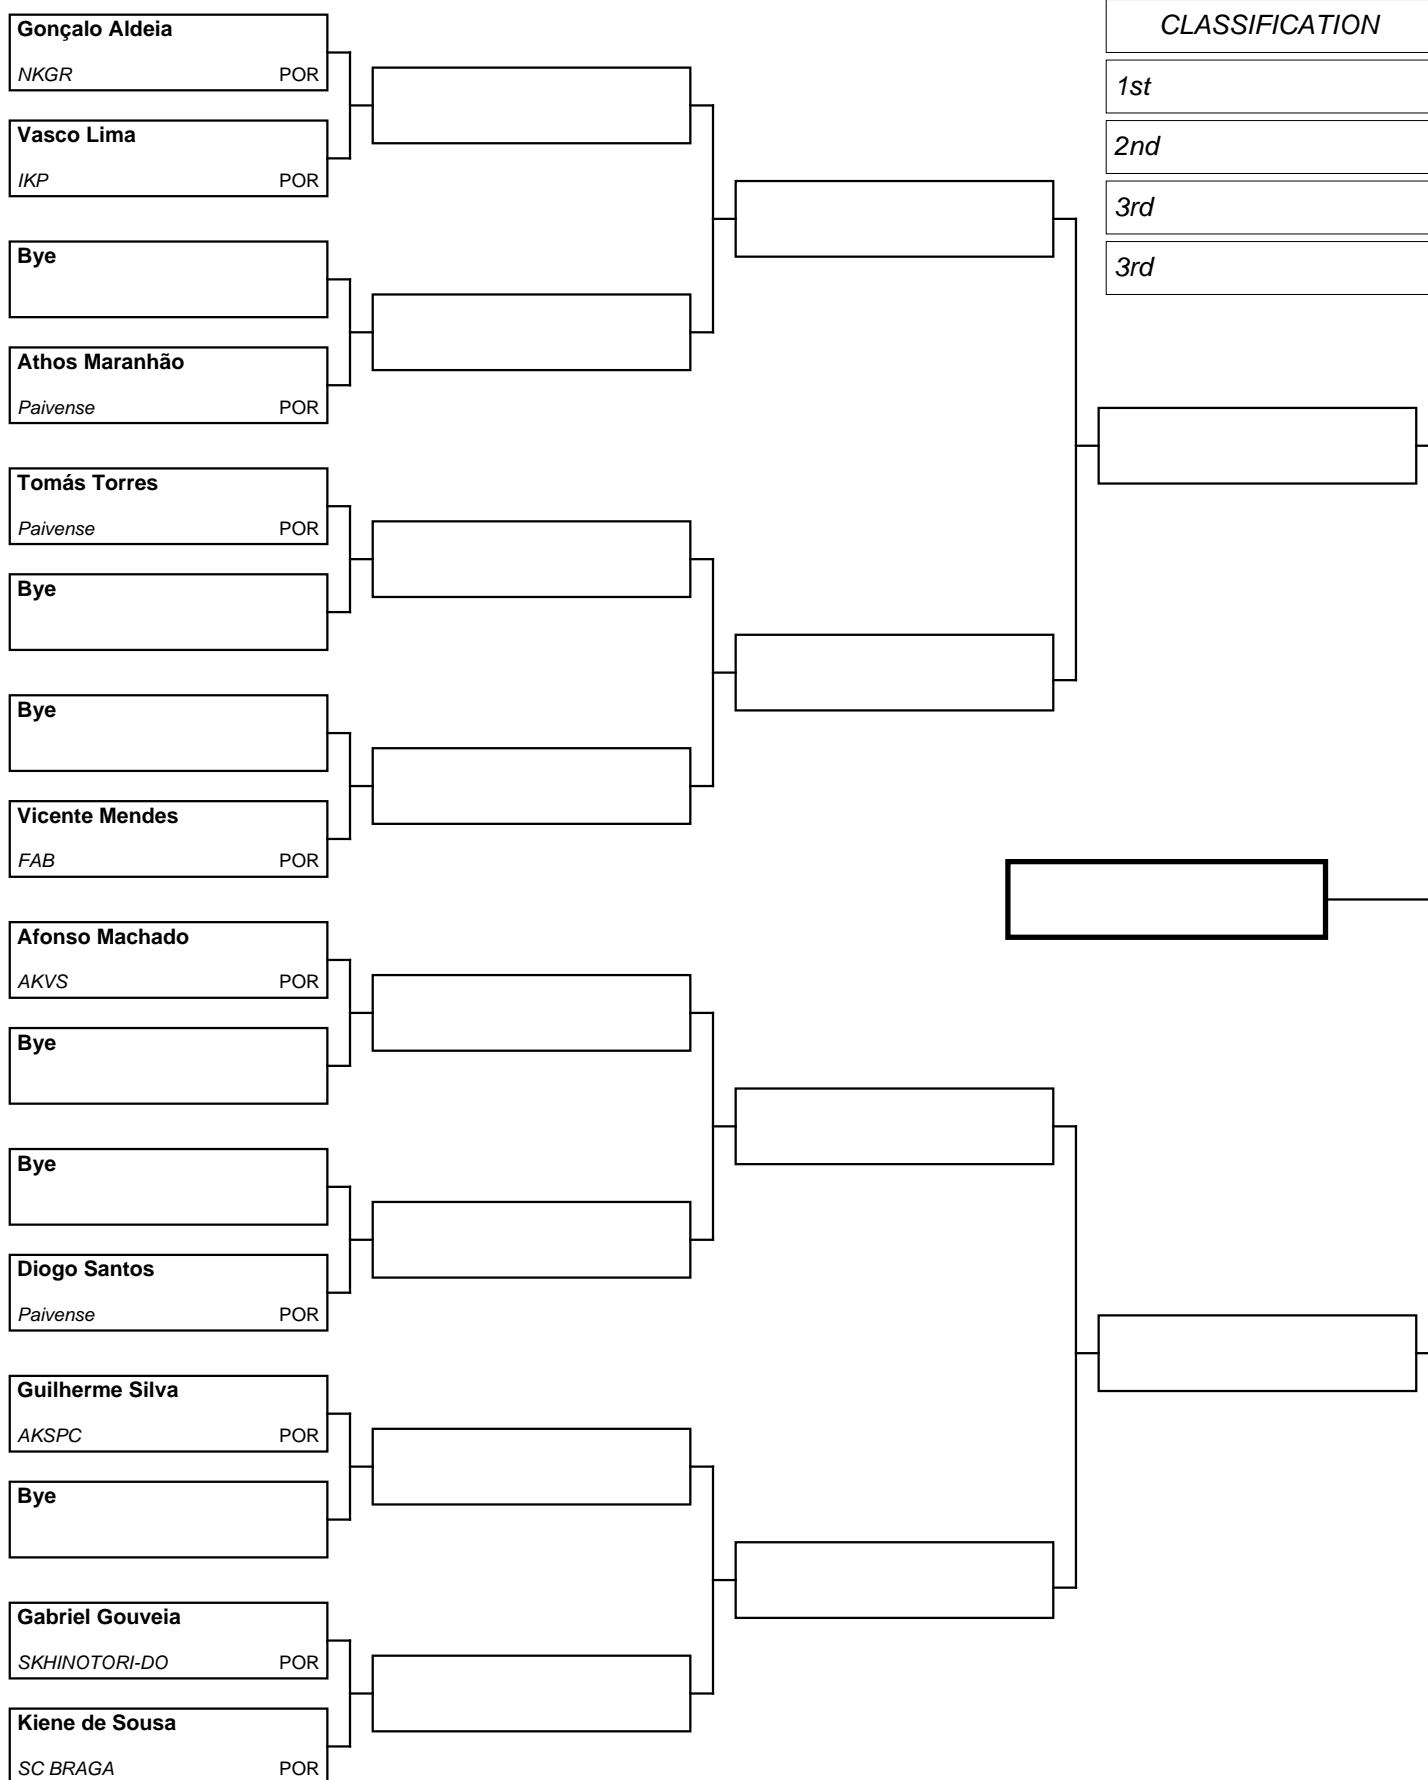 CLASSIFICATION
1st
2nd
3rd
3rd
Gonçalo Aldeia
NKGR POR
Vasco Lima
IKP POR
Bye
Athos Maranhão
Paivense POR
Tomás Torres
Paivense POR
Bye
Bye
Vicente Mendes
FAB POR
Afonso Machado
AKVS POR
Bye
Bye
Diogo Santos
Paivense POR
Guilherme Silva
AKSPC POR
Bye
Gabriel Gouveia
SKHINOTORI-DO POR
Kiene de Sousa
SC BRAGA POR